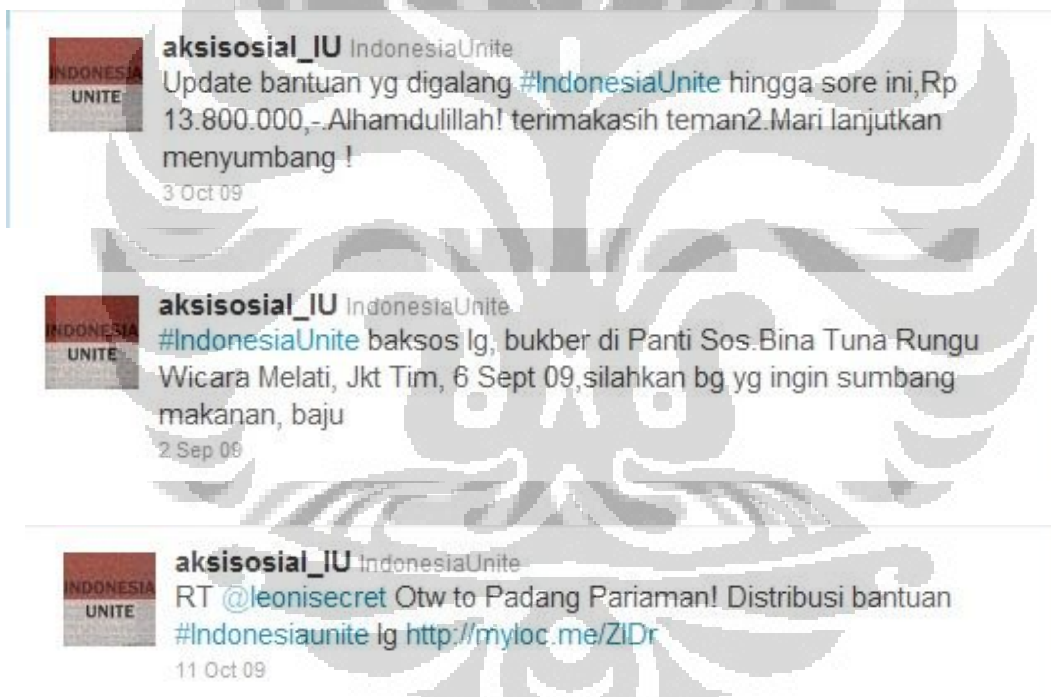 aksisosial_IU IndonesiaUnite
INDONESIA
UNITE
Update bantuan yg digalang #IndonesiaUnite hingga sore ini,Rp
13.800.000,-.Alhamdulillah! terimakasih teman2.Mari lanjutkan
menyumbang !
3 Oct 09
aksisosial_IU IndonesiaUnite
INDONESIA
UNITE
#IndonesiaUnite baksos lg, bukber di Panti Sos.Bina Tuna Rungu
Wicara Melati, Jkt Tim, 6 Sept 09,silahkan bg yg ingin sumbang
makanan, baju
2 Sep 09
aksisosial_IU IndonesiaUnite
INDONESIA
UNITE
RT @leonisecret Otw to Padang Pariaman! Distribusi bantuan
#Indonesiaunite lg http://myloc.me/ZlDr
11 Oct 09